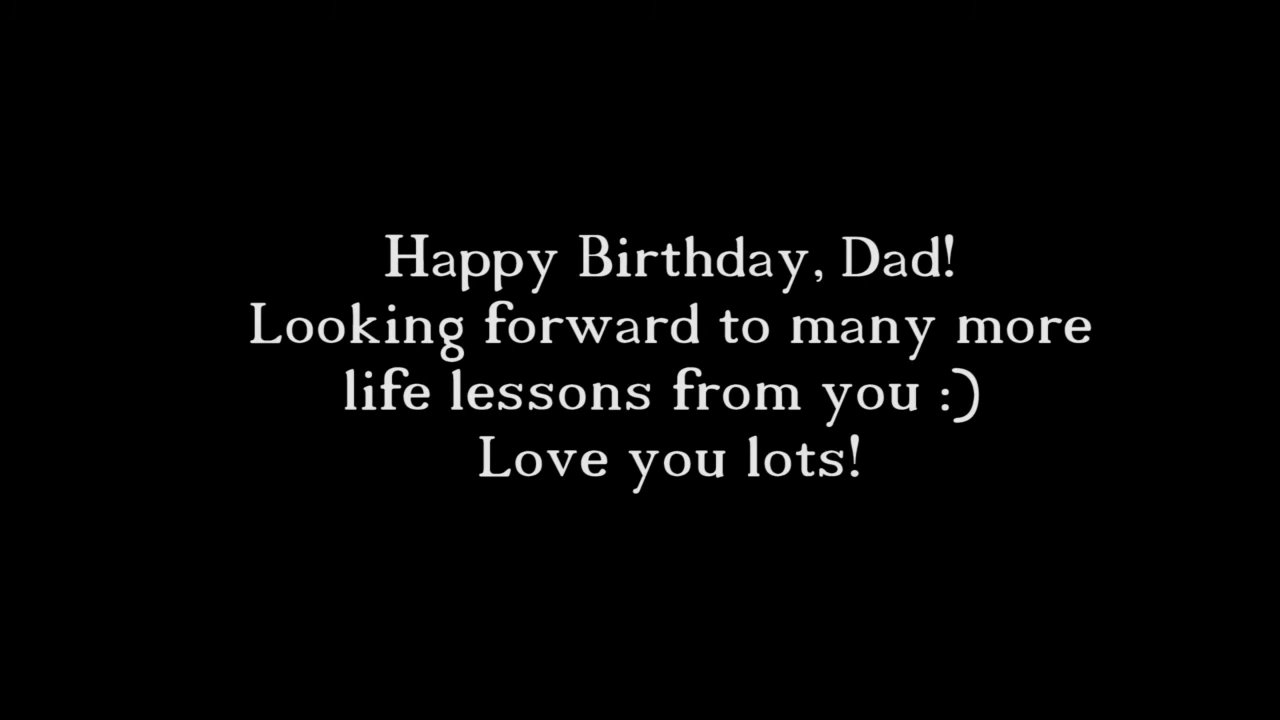 Happy Birthday, Dad!
Looking forward to many more
life lessons from you :)
Love you lots!